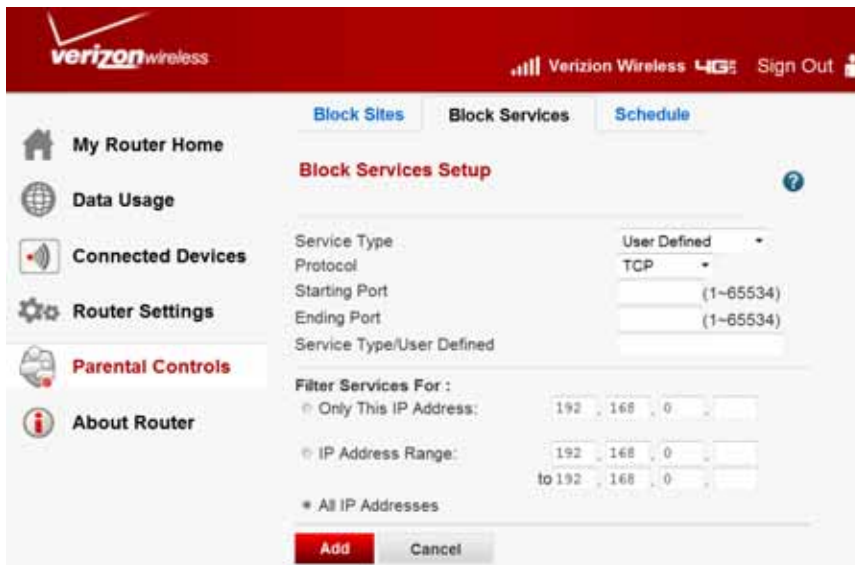 verizonwireless
Verizion Wireless 4G LTE Sign Out
Block Sites Block Services Schedule
My Router Home
Data Usage
Connected Devices
Router Settings
Parental Controls
About Router
Block Services Setup
?
Service Type User Defined
Protocol TCP
Starting Port (1~65534)
Ending Port (1~65534)
Service Type/User Defined
Filter Services For :
Only This IP Address: 192 . 168 . 0 .
IP Address Range: 192 . 168 . 0 .
to 192 . 168 . 0 .
All IP Addresses
Add Cancel